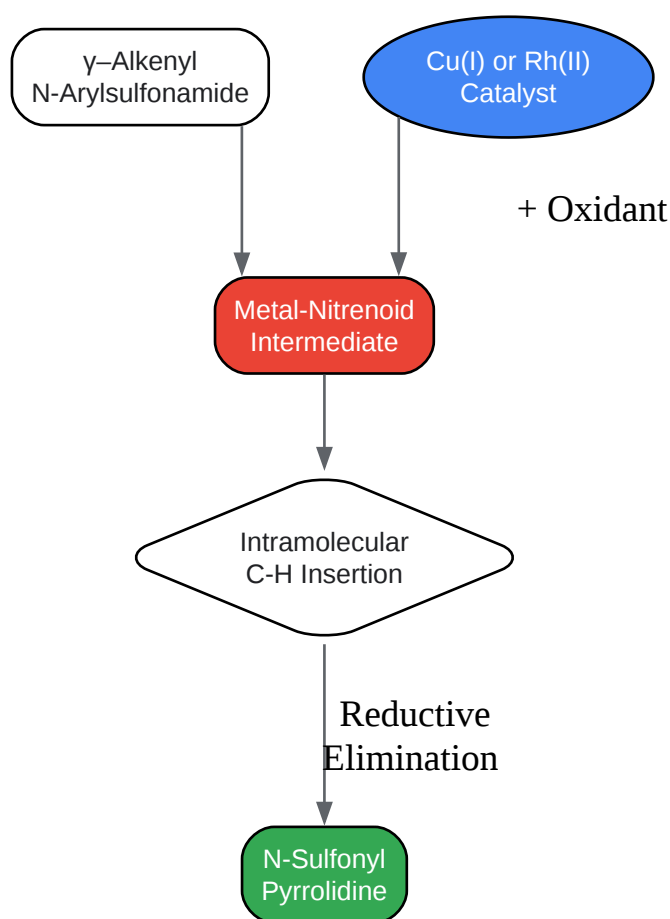 γ–Alkenyl
N-Arylsulfonamide
Cu(I) or Rh(II)
Catalyst
+ Oxidant
Metal-Nitrenoid
Intermediate
Intramolecular
C-H Insertion
Reductive
Elimination
N-Sulfonyl
Pyrrolidine